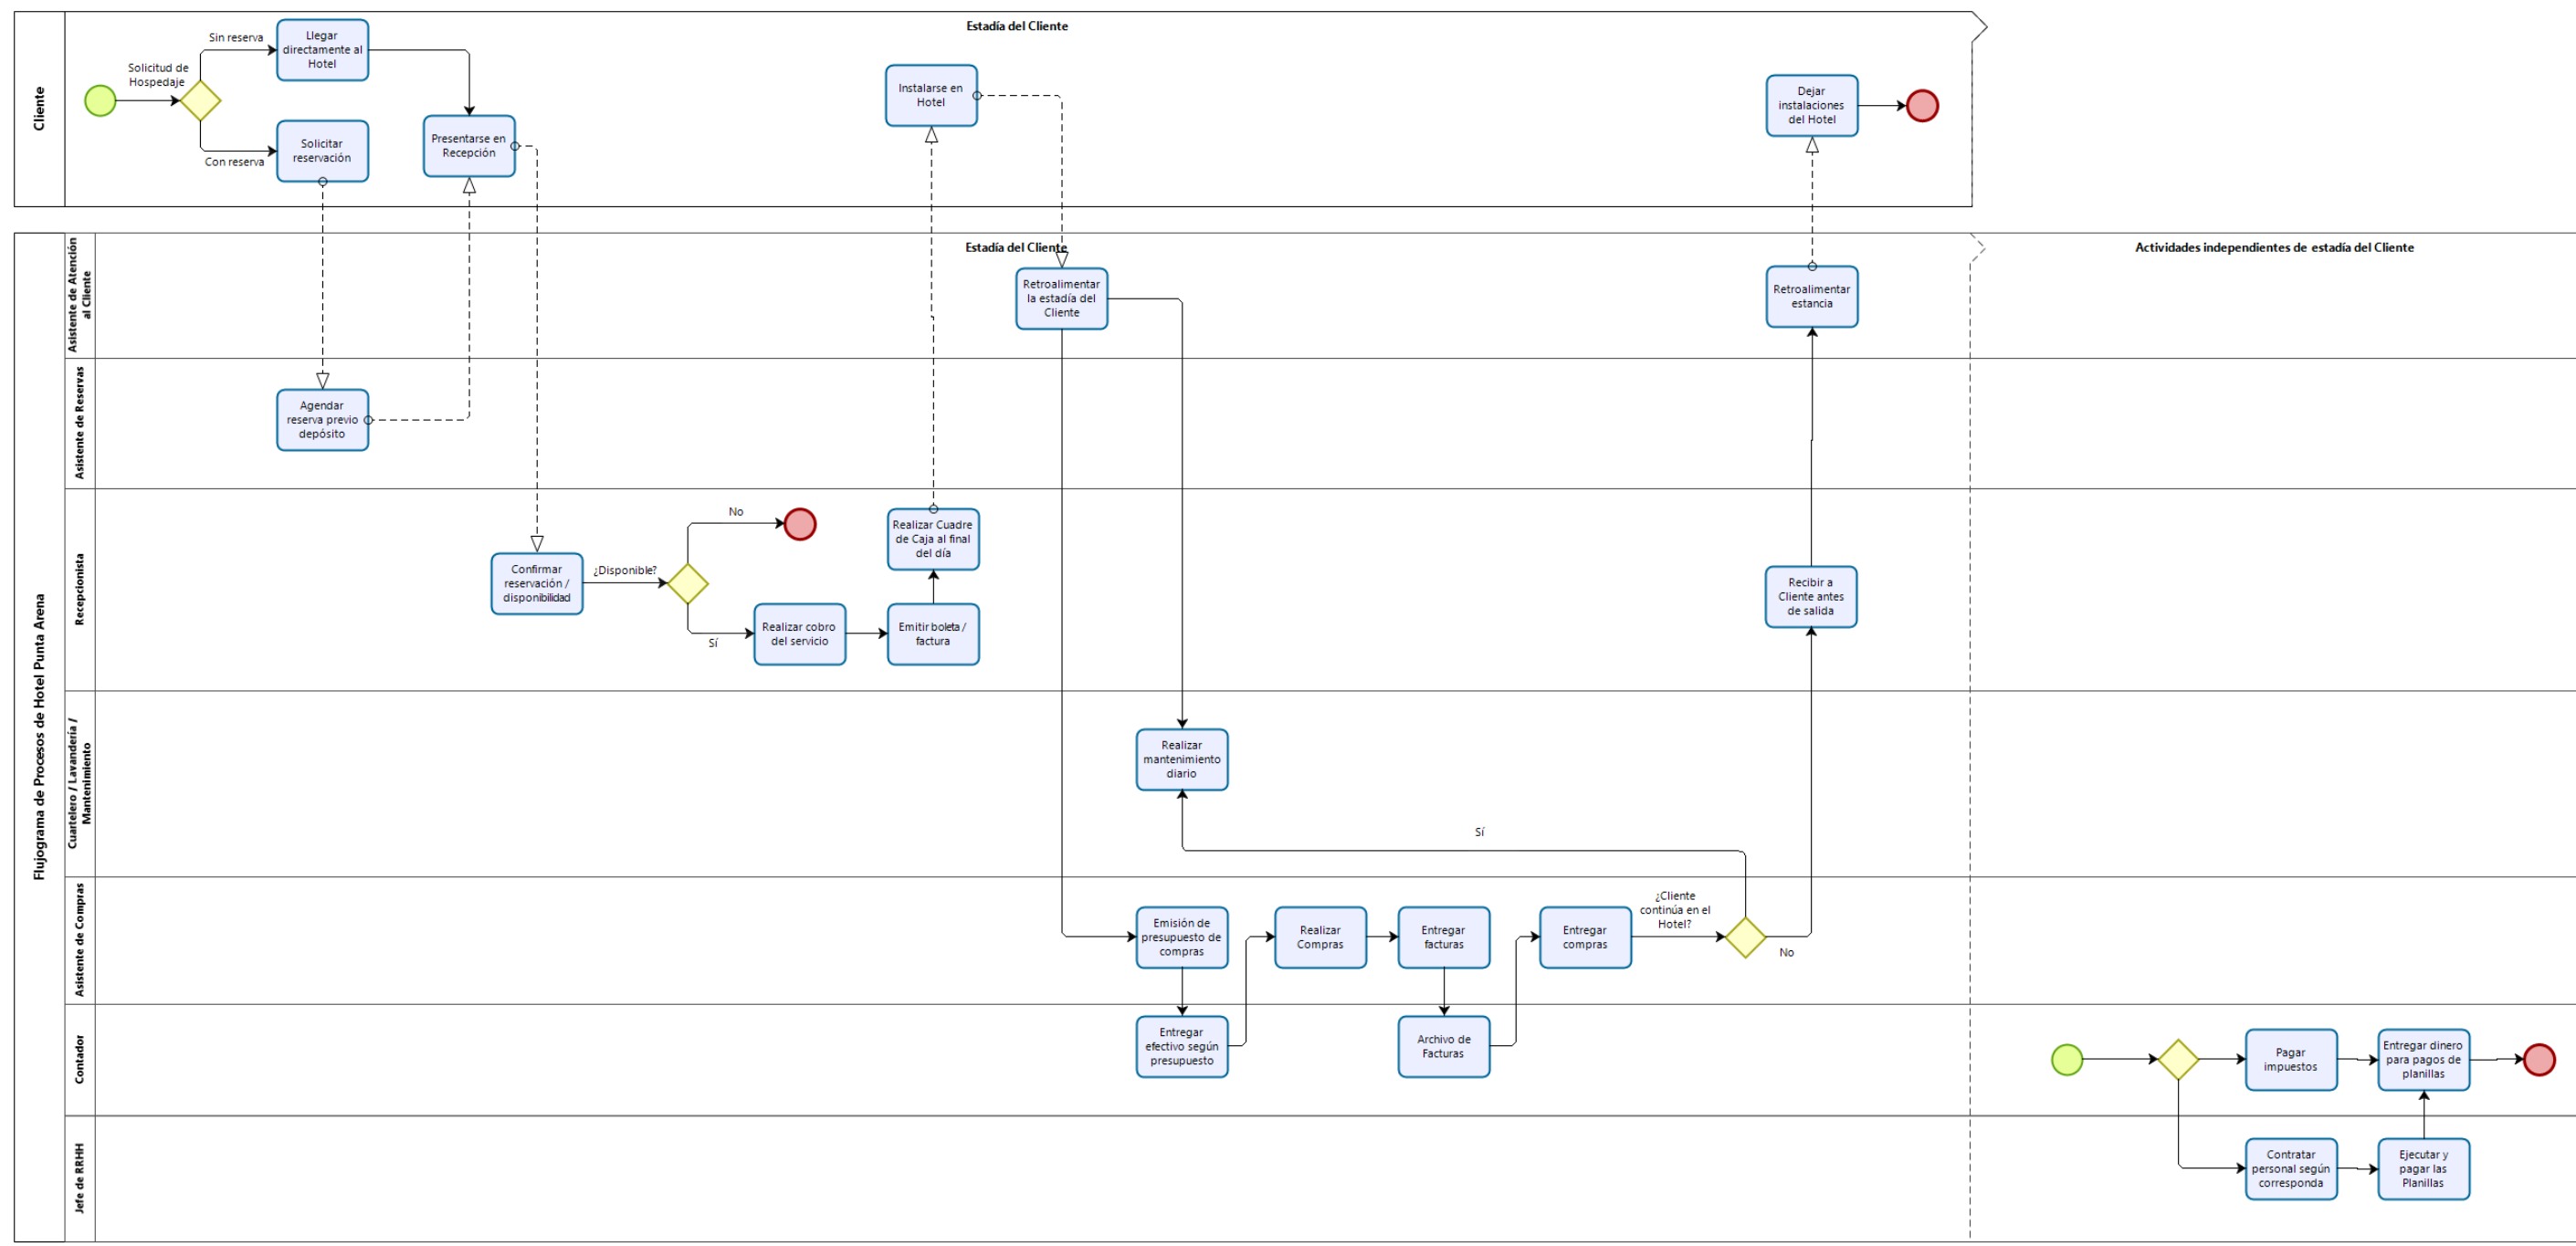 Estadía del Cliente
Cliente
Solicitud de
Hospedaje
Sin reserva
Con reserva
Llegar
directamente al
Hotel
Solicitar
reservación
Presentarse en
Recepción
Instalarse en
Hotel
Dejar
instalaciones
del Hotel
Flujograma de Procesos de Hotel Punta Arena
Estadía del Cliente
Actividades independientes de estadía del Cliente
Asistente de Atención
al Cliente
Retroalimentar
la estadía del
Cliente
Retroalimentar
estancia
Asistente de Reservas
Agendar
reserva previo
depósito
Recepcionista
Confirmar
reservación /
disponibilidad
¿Disponible?
No
Sí
Realizar cobro
del servicio
Emitir boleta /
factura
Realizar Cuadre
de Caja al final
del día
Recibir a
Cliente antes
de salida
Cuartelero / Lavandería /
Mantenimiento
Realizar
mantenimiento
diario
Sí
Asistente de Compras
Emisión de
presupuesto de
compras
Realizar
Compras
Entregar
facturas
Entregar
compras
¿Cliente
continúa en el
Hotel?
No
Contador
Entregar
efectivo según
presupuesto
Archivo de
Facturas
Pagar
impuestos
Entregar dinero
para pagos de
planillas
Jefe de RRHH
Contratar
personal según
corresponda
Ejecutar y
pagar las
Planillas